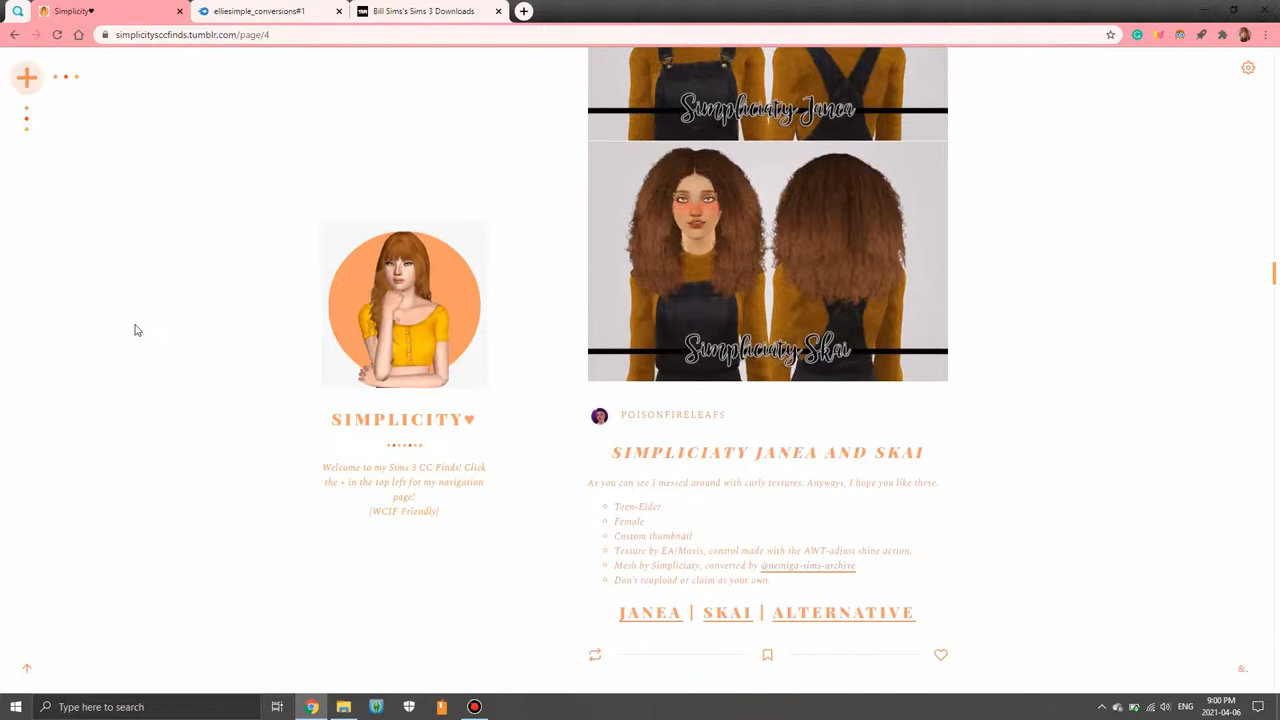 Simplicity♥
elliesimple_conversions#1
Bill Sims's Sims 3 Downloads
simplicityccfinds.tumblr.com/page/4
Simpliciaty Janea
Simpliciaty Skai
SIMPLICITY♥
Welcome to my Sims 3 CC Finds! Click
the + in the top left for my navigation
page!
[WCIF Friendly]
POISONFIRELEAFS
SIMPLICIATY JANEA AND SKAI
As you can see I messed around with curly textures. Anyways, I hope you like these.
Teen-Elder
Female
Custom thumbnail
Texture by EA/Maxis, control made with the AWT-adjust shine action.
Mesh by Simpliciaty, converted by @nemiga-sims-archive
Don't reupload or claim as your own.
JANEA | SKAI | ALTERNATIVE
&.
Type here to search
ENG
9:00 PM
2021-04-06